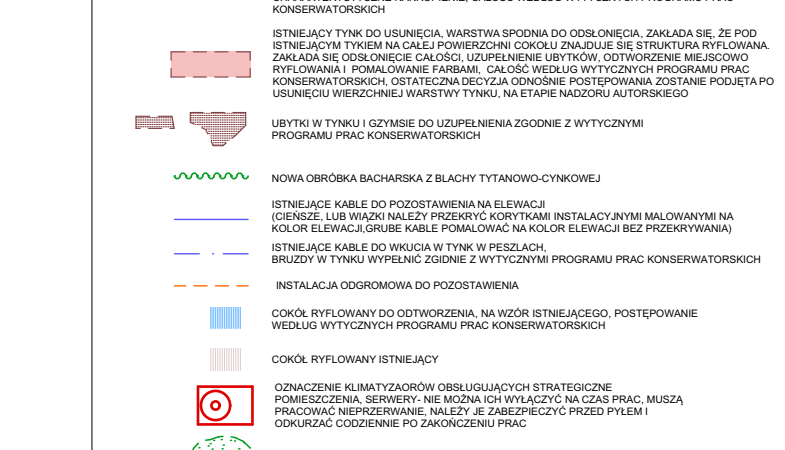 KONSERWATORSKICH
ISTNIEJĄCY TYNK DO USUNIĘCIA, WARSTWA SPODNIA DO ODSŁONIĘCIA, ZAKŁADA SIĘ, ŻE POD
ISTNIEJĄCYM TYKIEM NA CAŁEJ POWIERZCHNI COKOŁU ZNAJDUJE SIĘ STRUKTURA RYFLOWANA.
ZAKŁADA SIĘ ODSŁONIĘCIE CAŁOŚCI, UZUPEŁNIENIE UBYTKÓW, ODTWORZENIE MIEJSCOWO
RYFLOWANIA I POMALOWANIE FARBAMI, CAŁOŚĆ WEDŁUG WYTYCZNYCH PROGRAMU PRAC
KONSERWATORSKICH, OSTATECZNA DECYZJA ODNOŚNIE POSTĘPOWANIA ZOSTANIE PODJĘTA PO
USUNIĘCIU WIERZCHNIEJ WARSTWY TYNKU, NA ETAPIE NADZORU AUTORSKIEGO
UBYTKI W TYNKU I GZYMSIE DO UZUPEŁNIENIA ZGODNIE Z WYTYCZNYMI
PROGRAMU PRAC KONSERWATORSKICH
NOWA OBRÓBKA BACHARSKA Z BLACHY TYTANOWO-CYNKOWEJ
ISTNIEJĄCE KABLE DO POZOSTAWIENIA NA ELEWACJI
(CIEŃSZE, LUB WIĄZKI NALEŻY PRZEKRYĆ KORYTKAMI INSTALACYJNYMI MALOWANYMI NA
KOLOR ELEWACJI,GRUBE KABLE POMALOWAĆ NA KOLOR ELEWACJI BEZ PRZEKRYWANIA)
ISTNIEJĄCE KABLE DO WKUCIA W TYNK W PESZLACH,
BRUZDY W TYNKU WYPEŁNIĆ ZGIDNIE Z WYTYCZNYMI PROGRAMU PRAC KONSERWATORSKICH
INSTALACJA ODGROMOWA DO POZOSTAWIENIA
COKÓŁ RYFLOWANY DO ODTWORZENIA, NA WZÓR ISTNIEJĄCEGO, POSTĘPOWANIE
WEDŁUG WYTYCZNYCH PROGRAMU PRAC KONSERWATORSKICH
COKÓŁ RYFLOWANY ISTNIEJĄCY
OZNACZENIE KLIMATYZAORÓW OBSŁUGUJĄCYCH STRATEGICZNE
POMIESZCZENIA, SERWERY- NIE MOŻNA ICH WYŁĄCZYĆ NA CZAS PRAC, MUSZĄ
PRACOWAĆ NIEPRZERWANIE, NALEŻY JE ZABEZPIECZYĆ PRZED PYŁEM I
ODKURZAĆ CODZIENNIE PO ZAKOŃCZENIU PRAC